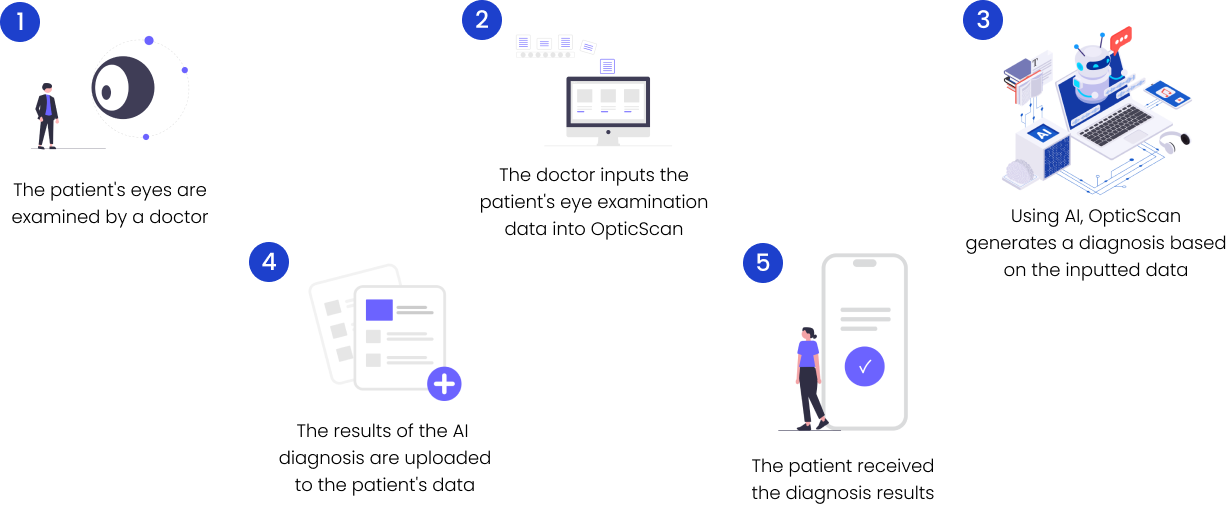 1
The patient's eyes are
examined by a doctor
2
The doctor inputs the
patient's eye examination
data into OpticScan
3
T
AI
Using AI, OpticScan
generates a diagnosis based
on the inputted data
4
The results of the AI
diagnosis are uploaded
to the patient's data
5
The patient received
the diagnosis results